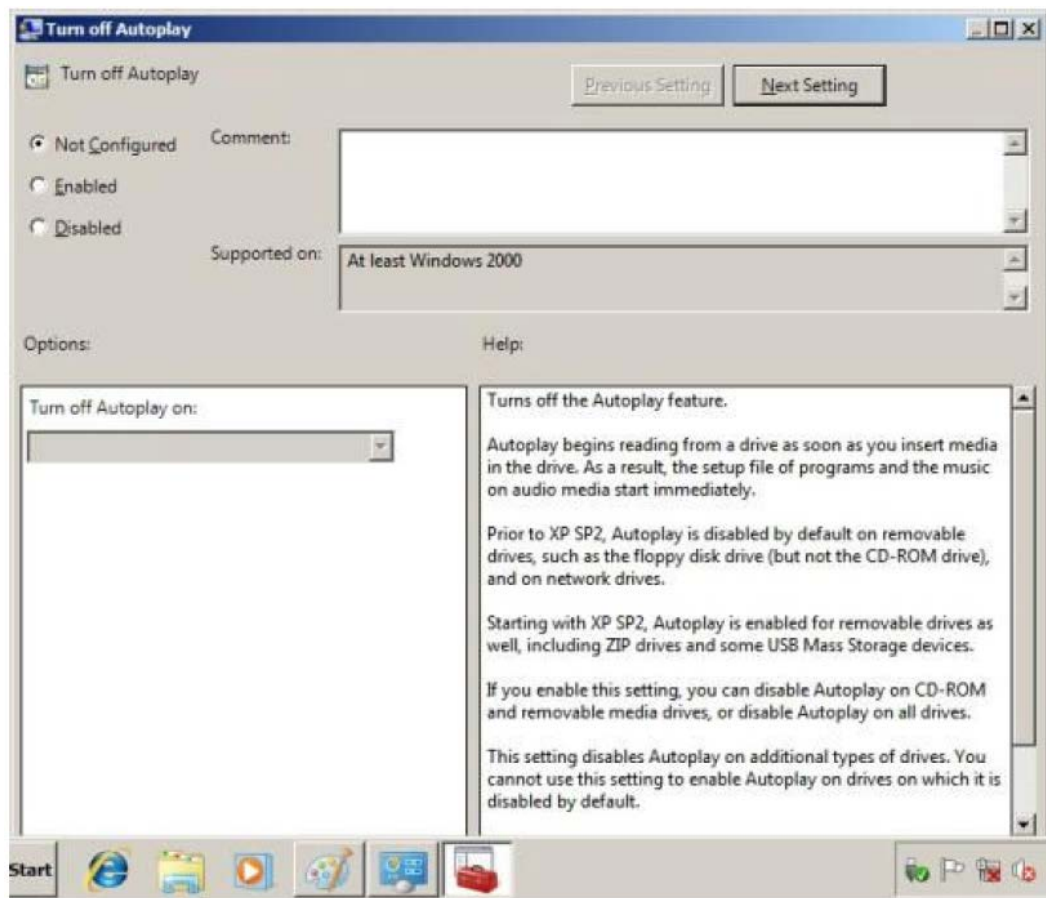 Turn off Autoplay
Turn off Autoplay
Previous Setting
Next Setting
Not Configured
Comment:
Enabled
Disabled
Supported on:
At least Windows 2000
Options:
Help:
Turn off Autoplay on:
Turns off the Autoplay feature.
Autoplay begins reading from a drive as soon as you insert media
in the drive. As a result, the setup file of programs and the music
on audio media start immediately.
Prior to XP SP2, Autoplay is disabled by default on removable
drives, such as the floppy disk drive (but not the CD-ROM drive),
and on network drives.
Starting with XP SP2, Autoplay is enabled for removable drives as
well, including ZIP drives and some USB Mass Storage devices.
If you enable this setting, you can disable Autoplay on CD-ROM
and removable media drives, or disable Autoplay on all drives.
This setting disables Autoplay on additional types of drives. You
cannot use this setting to enable Autoplay on drives on which it is
disabled by default.
Start